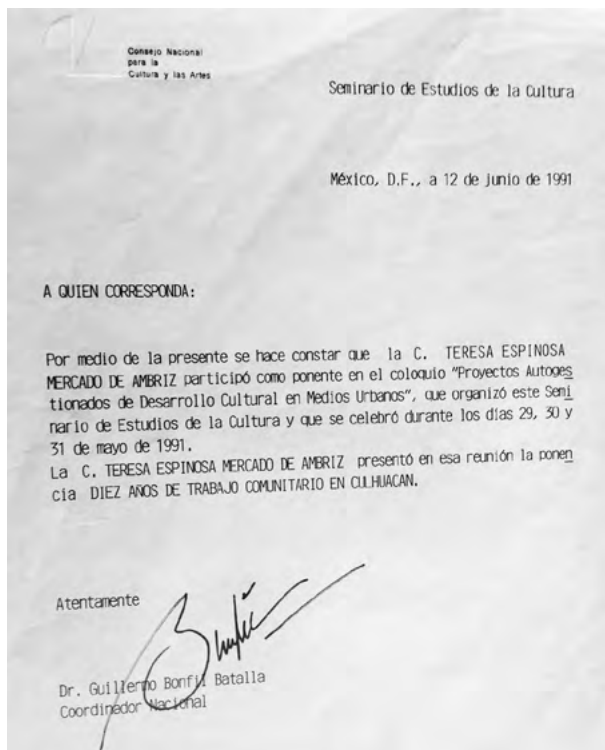 Consejo Nacional
para la
Cultura y las Artes
Seminario de Estudios de la Cultura
México, D.F., a 12 de junio de 1991
A QUIEN CORRESPONDA:
Por medio de la presente se hace constar que la C. TERESA ESPINOSA
MERCADO DE AMBRIZ participó como ponente en el coloquio "Proyectos Autoges
tionados de Desarrollo Cultural en Medios Urbanos", que organizó este Semi
nario de Estudios de la Cultura y que se celebró durante los días 29, 30 y
31 de mayo de 1991.
La C. TERESA ESPINOSA MERCADO DE AMBRIZ presentó en esa reunión la ponen
cia DIEZ AÑOS DE TRABAJO COMUNITARIO EN CULHUACAN.
Atentamente
Dr. Guillermo Bonfil Batalla
Coordinador Nacional